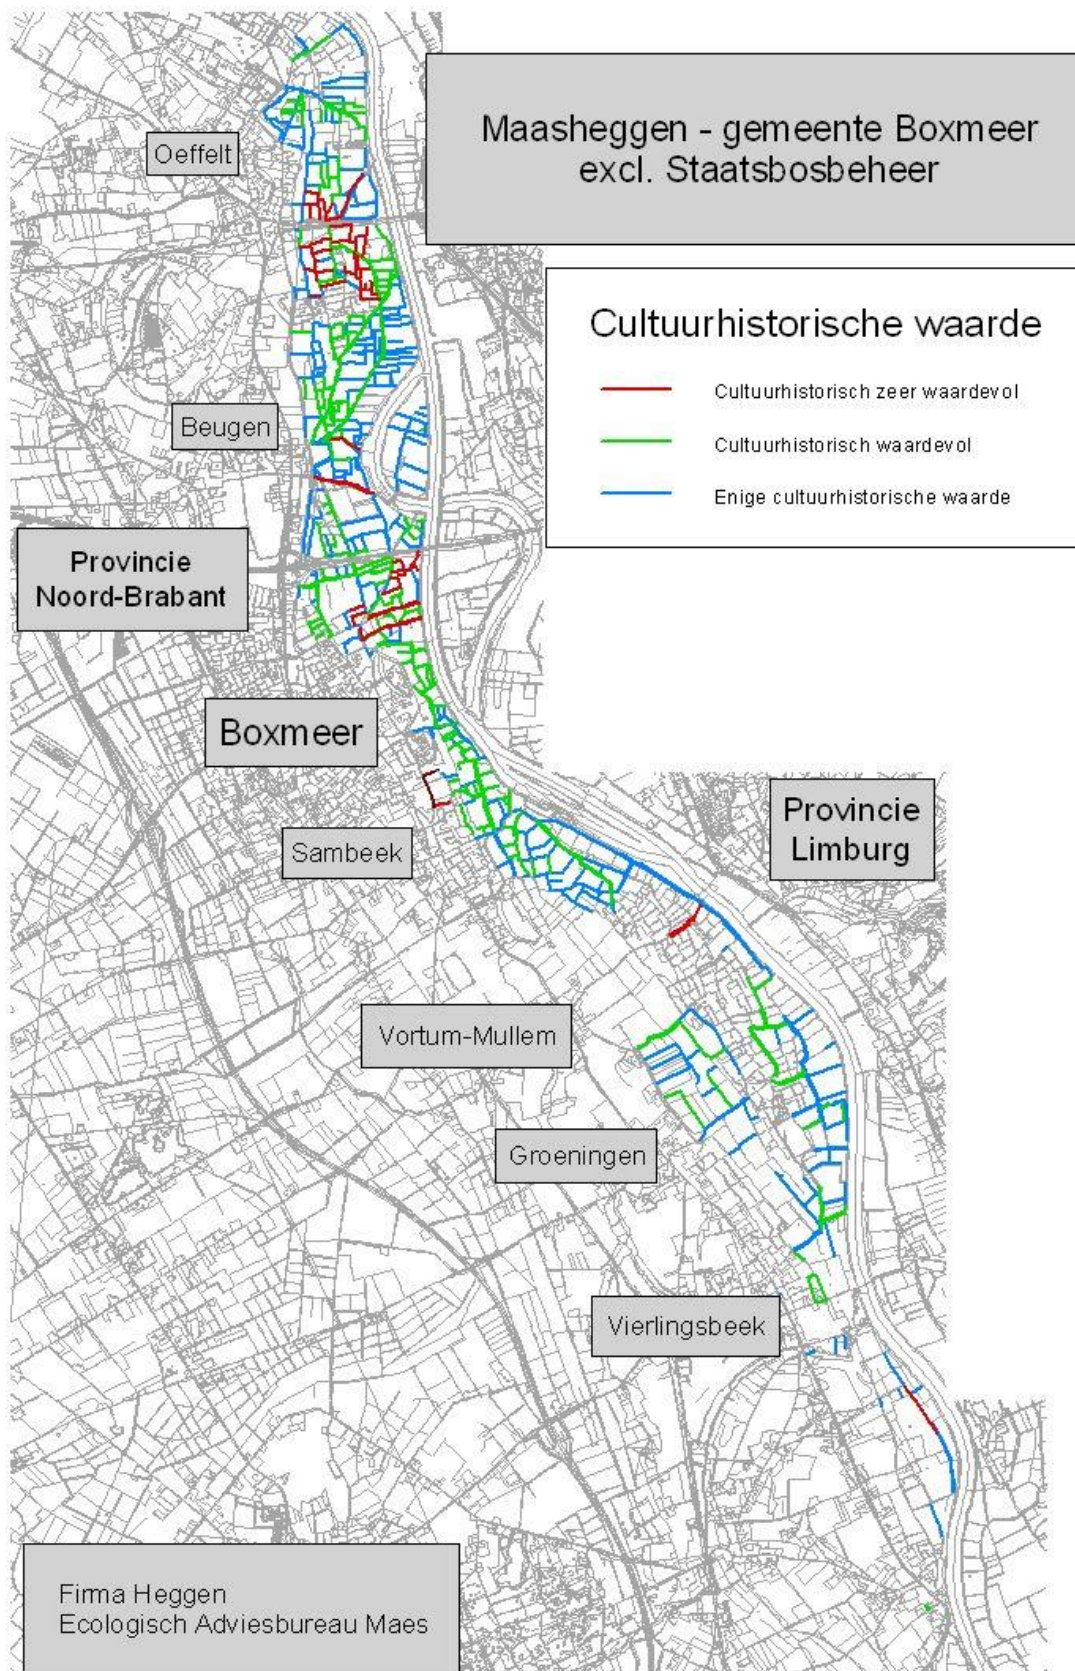 Maasheggen - gemeente Boxmeer
excl. Staatsbosbeheer
Cultuurhistorische waarde
Cultuurhistorisch zeer waardevol
Cultuurhistorisch waardevol
Enige cultuurhistorische waarde
Oeffelt
Beugen
Provincie
Noord-Brabant
Boxmeer
Sambeek
Provincie
Limburg
Vortum-Mullem
Groeningen
Vierlingsbeek
Firma Heggen
Ecologisch Adviesbureau Maes